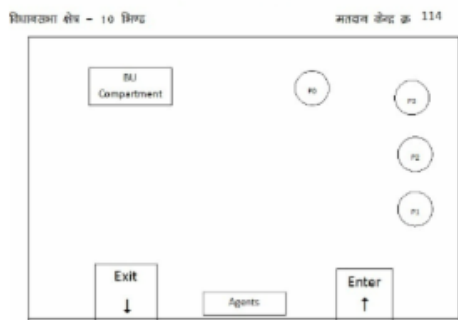 विधानसभा क्षेत्र - 10 भिण्ड
मतदान केन्द्र क्र 114
BU
Compartment
P0
P3
P2
P1
Exit
↓
Agents
Enter
↑